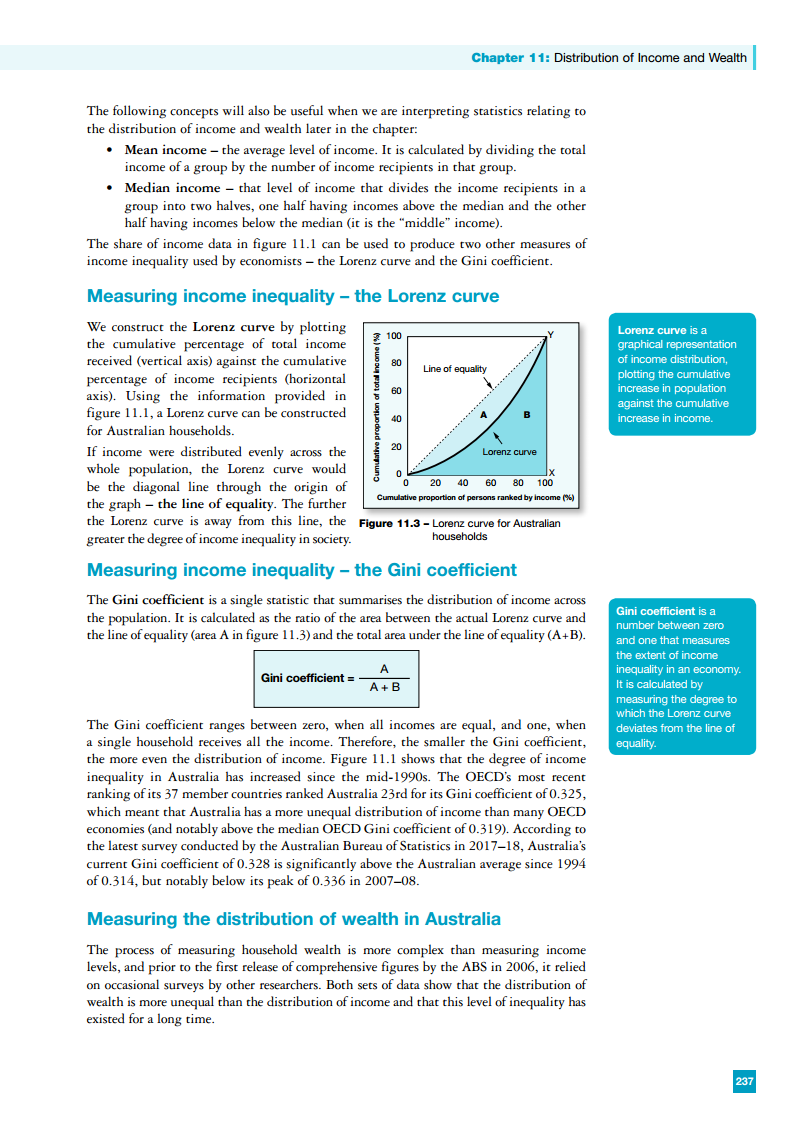 Chapter 11: Distribution of Income and Wealth
The following concepts will also be useful when we are interpreting statistics relating to
the distribution of income and wealth later in the chapter:
• Mean income – the average level of income. It is calculated by dividing the total
income of a group by the number of income recipients in that group.
• Median income – that level of income that divides the income recipients in a
group into two halves, one half having incomes above the median and the other
half having incomes below the median (it is the “middle” income).
The share of income data in figure 11.1 can be used to produce two other measures of
income inequality used by economists – the Lorenz curve and the Gini coefficient.
Measuring income inequality – the Lorenz curve
We construct the Lorenz curve by plotting
the cumulative percentage of total income
received (vertical axis) against the cumulative
percentage of income recipients (horizontal
axis). Using the information provided in
figure 11.1, a Lorenz curve can be constructed
for Australian households.
If income were distributed evenly across the
whole population, the Lorenz curve would
be the diagonal line through the origin of
the graph – the line of equality. The further
the Lorenz curve is away from this line, the
greater the degree of income inequality in society.
Cumulative proportion of total income (%)
100
80
60
40
20
0
Y
Line of equality
A
B
Lorenz curve
X
0 20 40 60 80 100
Cumulative proportion of persons ranked by income (%)
Figure 11.3 – Lorenz curve for Australian
households
Lorenz curve is a
graphical representation
of income distribution,
plotting the cumulative
increase in population
against the cumulative
increase in income.
Measuring income inequality – the Gini coefficient
The Gini coefficient is a single statistic that summarises the distribution of income across
the population. It is calculated as the ratio of the area between the actual Lorenz curve and
the line of equality (area A in figure 11.3) and the total area under the line of equality (A+B).
Gini coefficient =
A
A + B
The Gini coefficient ranges between zero, when all incomes are equal, and one, when
a single household receives all the income. Therefore, the smaller the Gini coefficient,
the more even the distribution of income. Figure 11.1 shows that the degree of income
inequality in Australia has increased since the mid-1990s. The OECD’s most recent
ranking of its 37 member countries ranked Australia 23rd for its Gini coefficient of 0.325,
which meant that Australia has a more unequal distribution of income than many OECD
economies (and notably above the median OECD Gini coefficient of 0.319). According to
the latest survey conducted by the Australian Bureau of Statistics in 2017–18, Australia’s
current Gini coefficient of 0.328 is significantly above the Australian average since 1994
of 0.314, but notably below its peak of 0.336 in 2007–08.
Gini coefficient is a
number between zero
and one that measures
the extent of income
inequality in an economy.
It is calculated by
measuring the degree to
which the Lorenz curve
deviates from the line of
equality.
Measuring the distribution of wealth in Australia
The process of measuring household wealth is more complex than measuring income
levels, and prior to the first release of comprehensive figures by the ABS in 2006, it relied
on occasional surveys by other researchers. Both sets of data show that the distribution of
wealth is more unequal than the distribution of income and that this level of inequality has
existed for a long time.
237